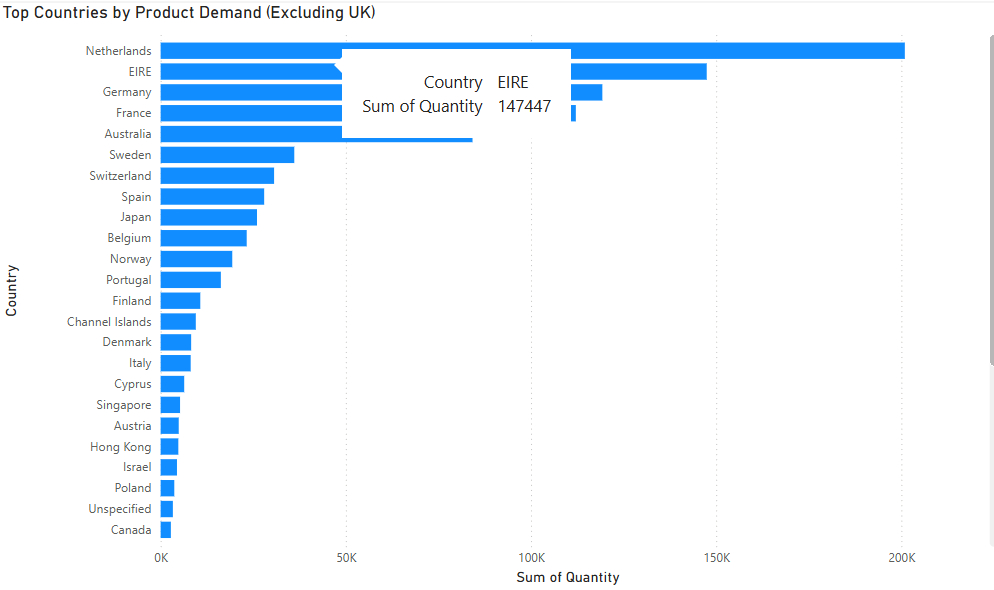 Top Countries by Product Demand (Excluding UK)
Netherlands
EIRE
Country EIRE
Germany
Sum of Quantity 147447
France
Australia
Sweden
Switzerland
Spain
Japan
Belgium
Norway
Portugal
Finland
Channel Islands
Denmark
Italy
Cyprus
Singapore
Austria
Hong Kong
Israel
Poland
Unspecified
Canada
Country
0K 50K 100K 150K 200K
Sum of Quantity